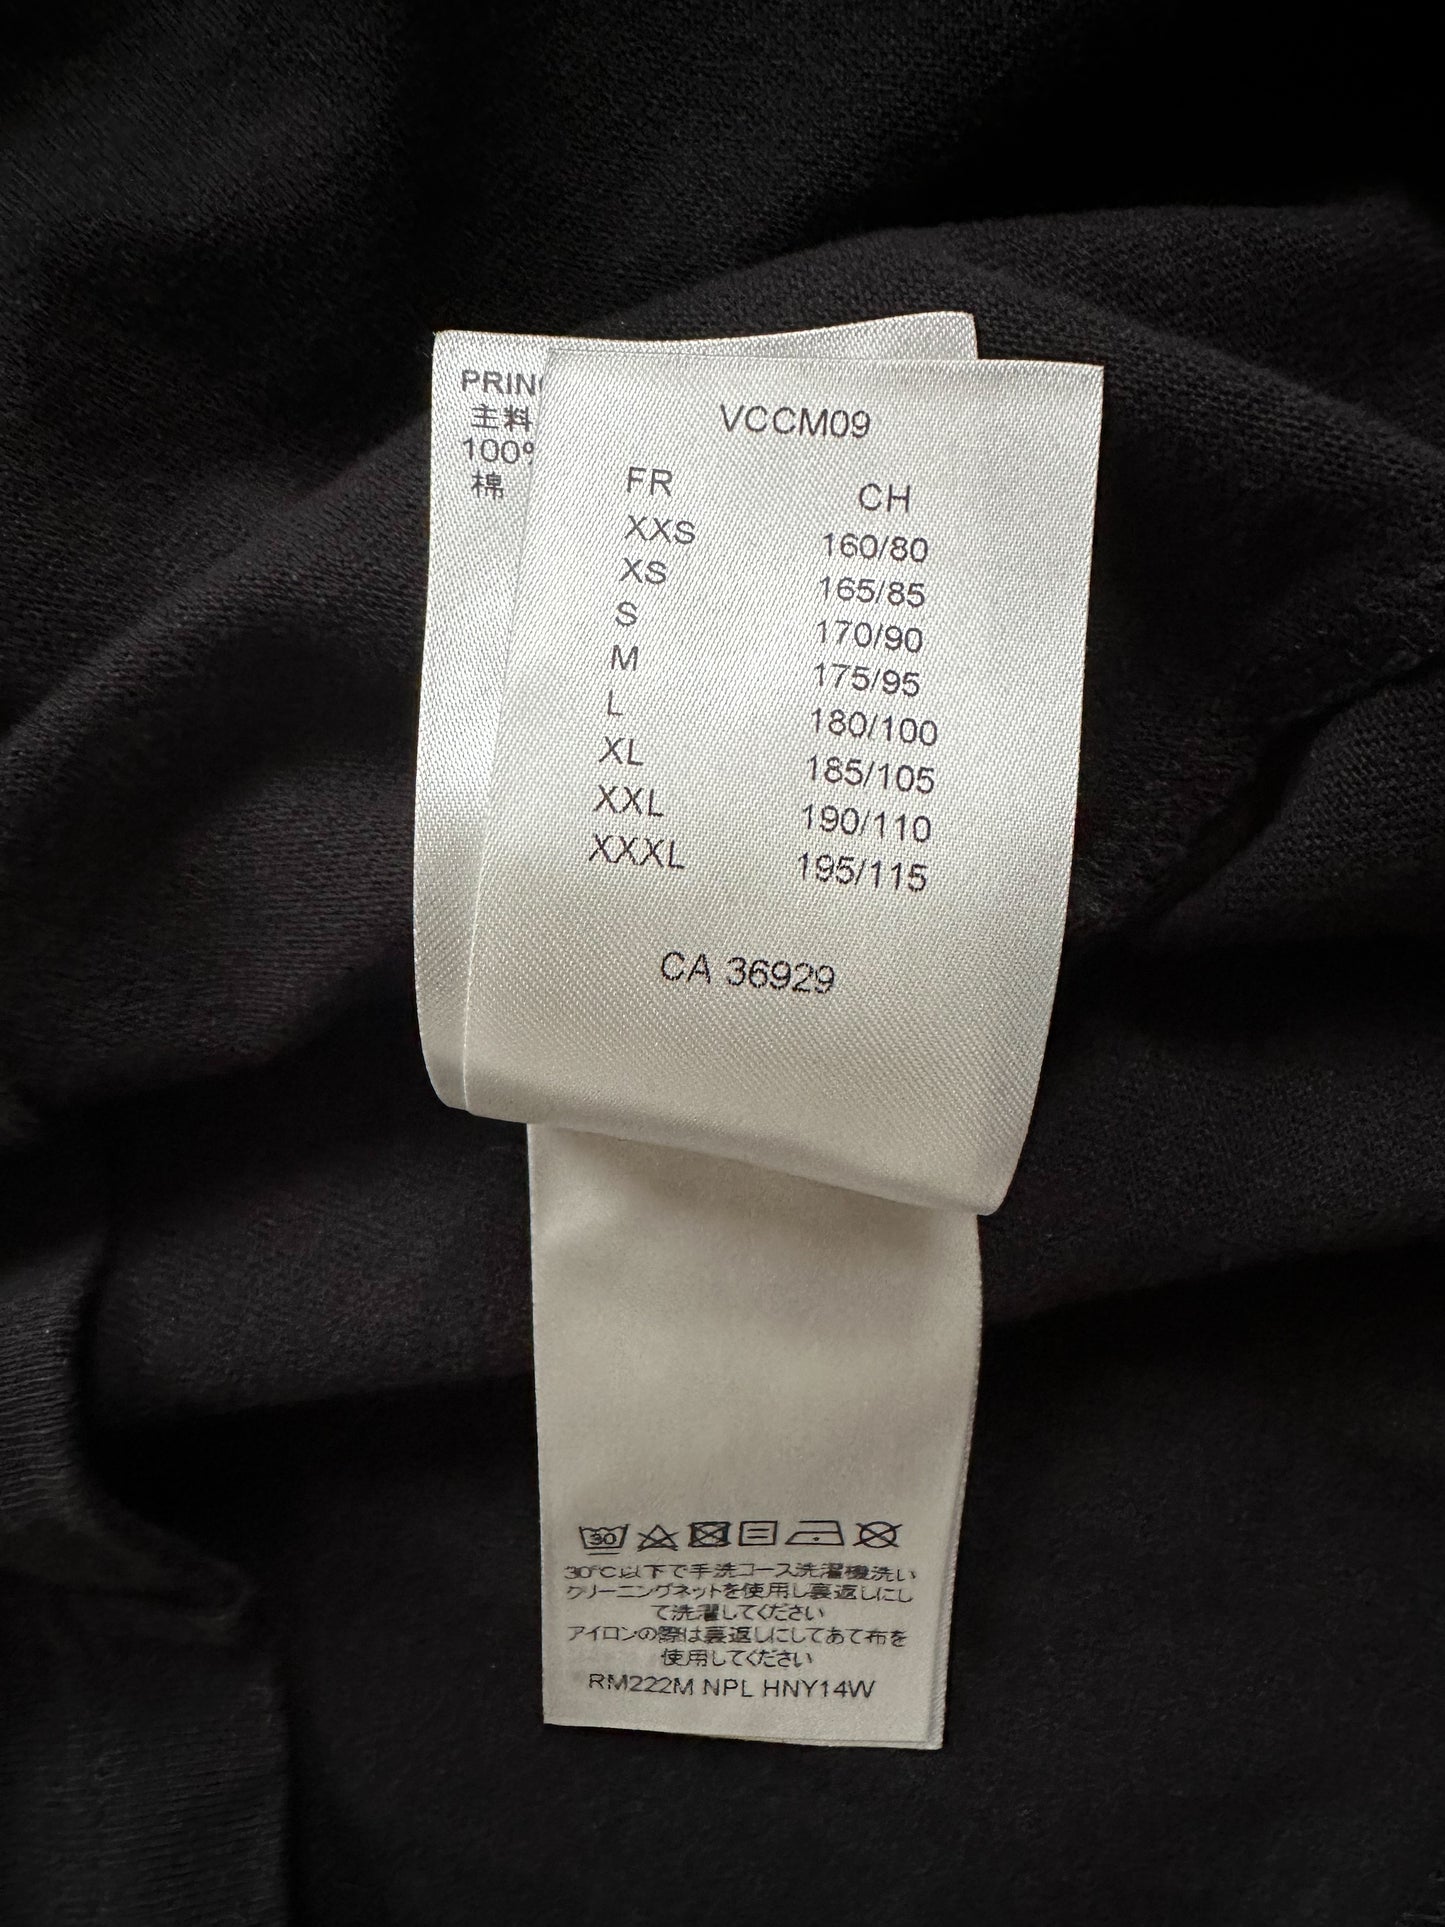 PRIN
主料
100%
棉
VCCM09
FR CH
XXS 160/80
XS 165/85
S 170/90
M 175/95
L 180/100
XL 185/105
XXL 190/110
XXXL 195/115
CA 36929
30
30℃以下で手洗コース洗濯機洗い
クリーニングネットを使用し裏返しにし
て洗濯してください
アイロンの際は裏返しにしてあて布を
使用してください
RM222M NPL HNY14W